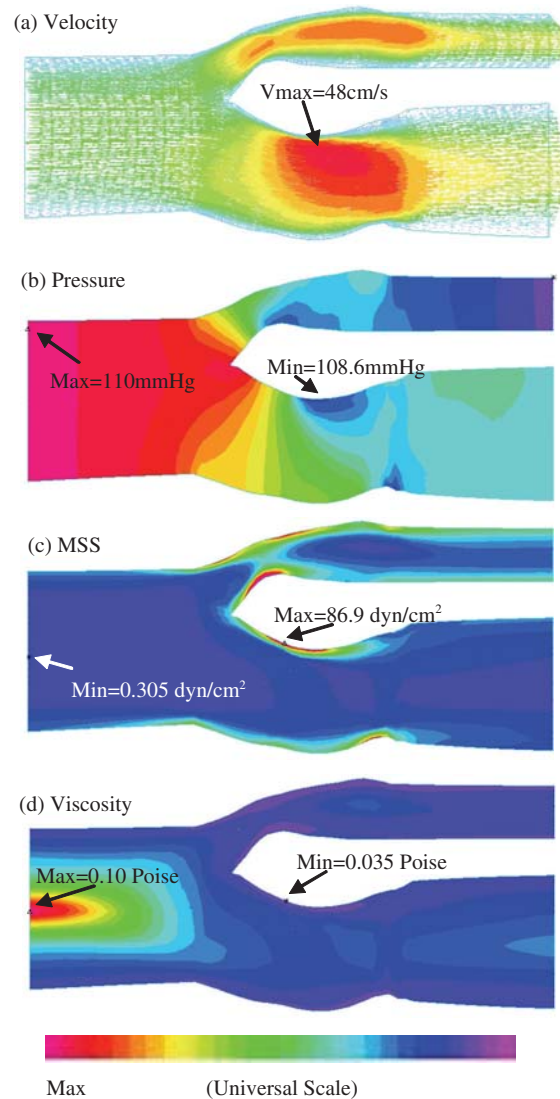 (a) Velocity
Vmax=48cm/s
(b) Pressure
Max=110mmHg
Min=108.6mmHg
(c) MSS
Max=86.9 dyn/cm²
Min=0.305 dyn/cm²
(d) Viscosity
Max=0.10 Poise
Min=0.035 Poise
Max (Universal Scale)